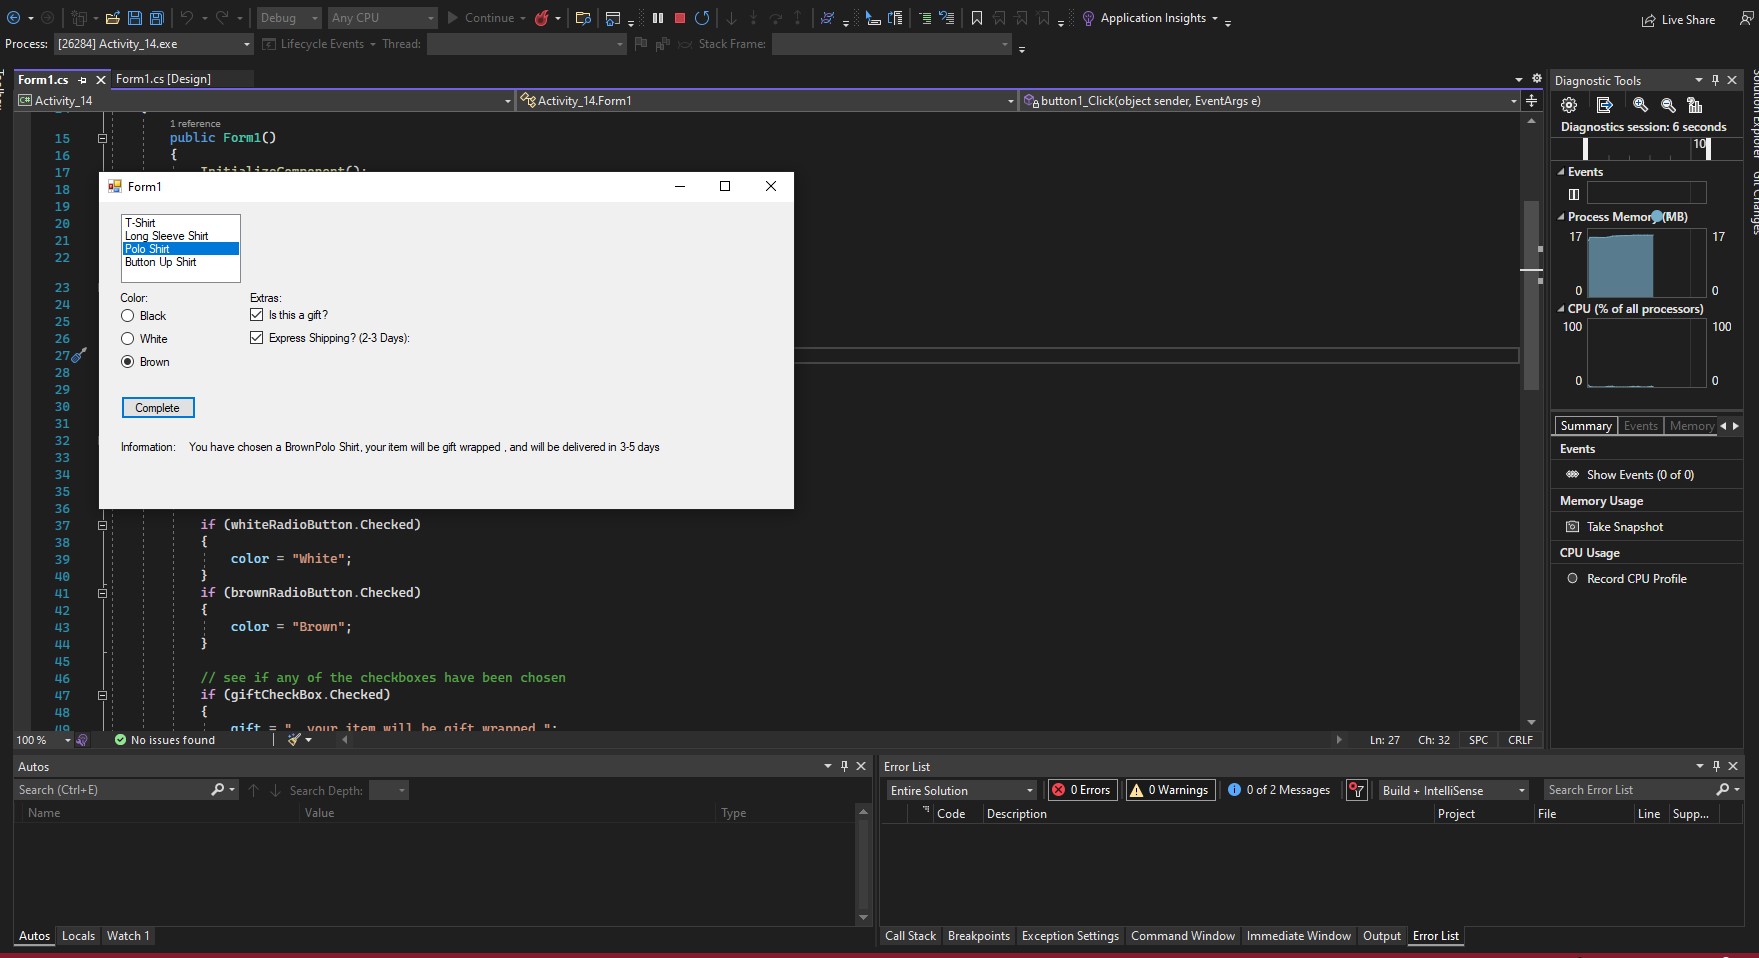 Debug Any CPU Continue Application Insights Live Share
Process: [26284] Activity_14.exe Lifecycle Events Thread: Stack Frame:
Form1.cs Form1.cs [Design]
Activity_14 Activity_14.Form1 button1_Click(object sender, EventArgs e)
1 reference
15 public Form1()
16 {
17 InitializeComponent();
18
19
20
21
22
23
24
25
26
27
28
29
30
31
32
33
34
35
36
37 if (whiteRadioButton.Checked)
38 {
39 color = "White";
40 }
41 if (brownRadioButton.Checked)
42 {
43 color = "Brown";
44 }
45
46 // see if any of the checkboxes have been chosen
47 if (giftCheckBox.Checked)
48 {
49 gift = ", your item will be gift wrapped ";
Form1
T-Shirt
Long Sleeve Shirt
Polo Shirt
Button Up Shirt
Color: Extras:
Black Is this a gift?
White Express Shipping? (2-3 Days):
Brown
Complete
Information: You have chosen a BrownPolo Shirt, your item will be gift wrapped , and will be delivered in 3-5 days
100 % No issues found Ln: 27 Ch: 32 SPC CRLF
Diagnostic Tools
Diagnostics session: 6 seconds
10
Events
Process Memory (MB)
17 17
0 0
CPU (% of all processors)
100 100
0 0
Summary Events Memory
Events
Show Events (0 of 0)
Memory Usage
Take Snapshot
CPU Usage
Record CPU Profile
Solution Explorer
Git Changes
Autos
Search (Ctrl+E) Search Depth:
Name Value Type
Autos Locals Watch 1
Error List
Entire Solution 0 Errors 0 Warnings 0 of 2 Messages Build + IntelliSense Search Error List
Code Description Project File Line Supp...
Call Stack Breakpoints Exception Settings Command Window Immediate Window Output Error List